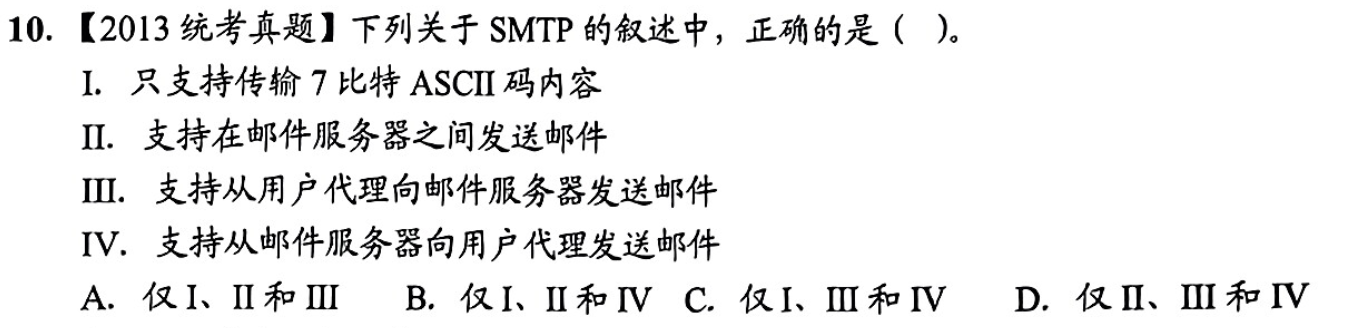 10. 【2013 统考真题】下列关于 SMTP 的叙述中，正确的是（ ）。
I. 只支持传输 7 比特 ASCII 码内容
II. 支持在邮件服务器之间发送邮件
III. 支持从用户代理向邮件服务器发送邮件
IV. 支持从邮件服务器向用户代理发送邮件
A. 仅 I、II 和 III B. 仅 I、II 和 IV C. 仅 I、III 和 IV D. 仅 II、III 和 IV